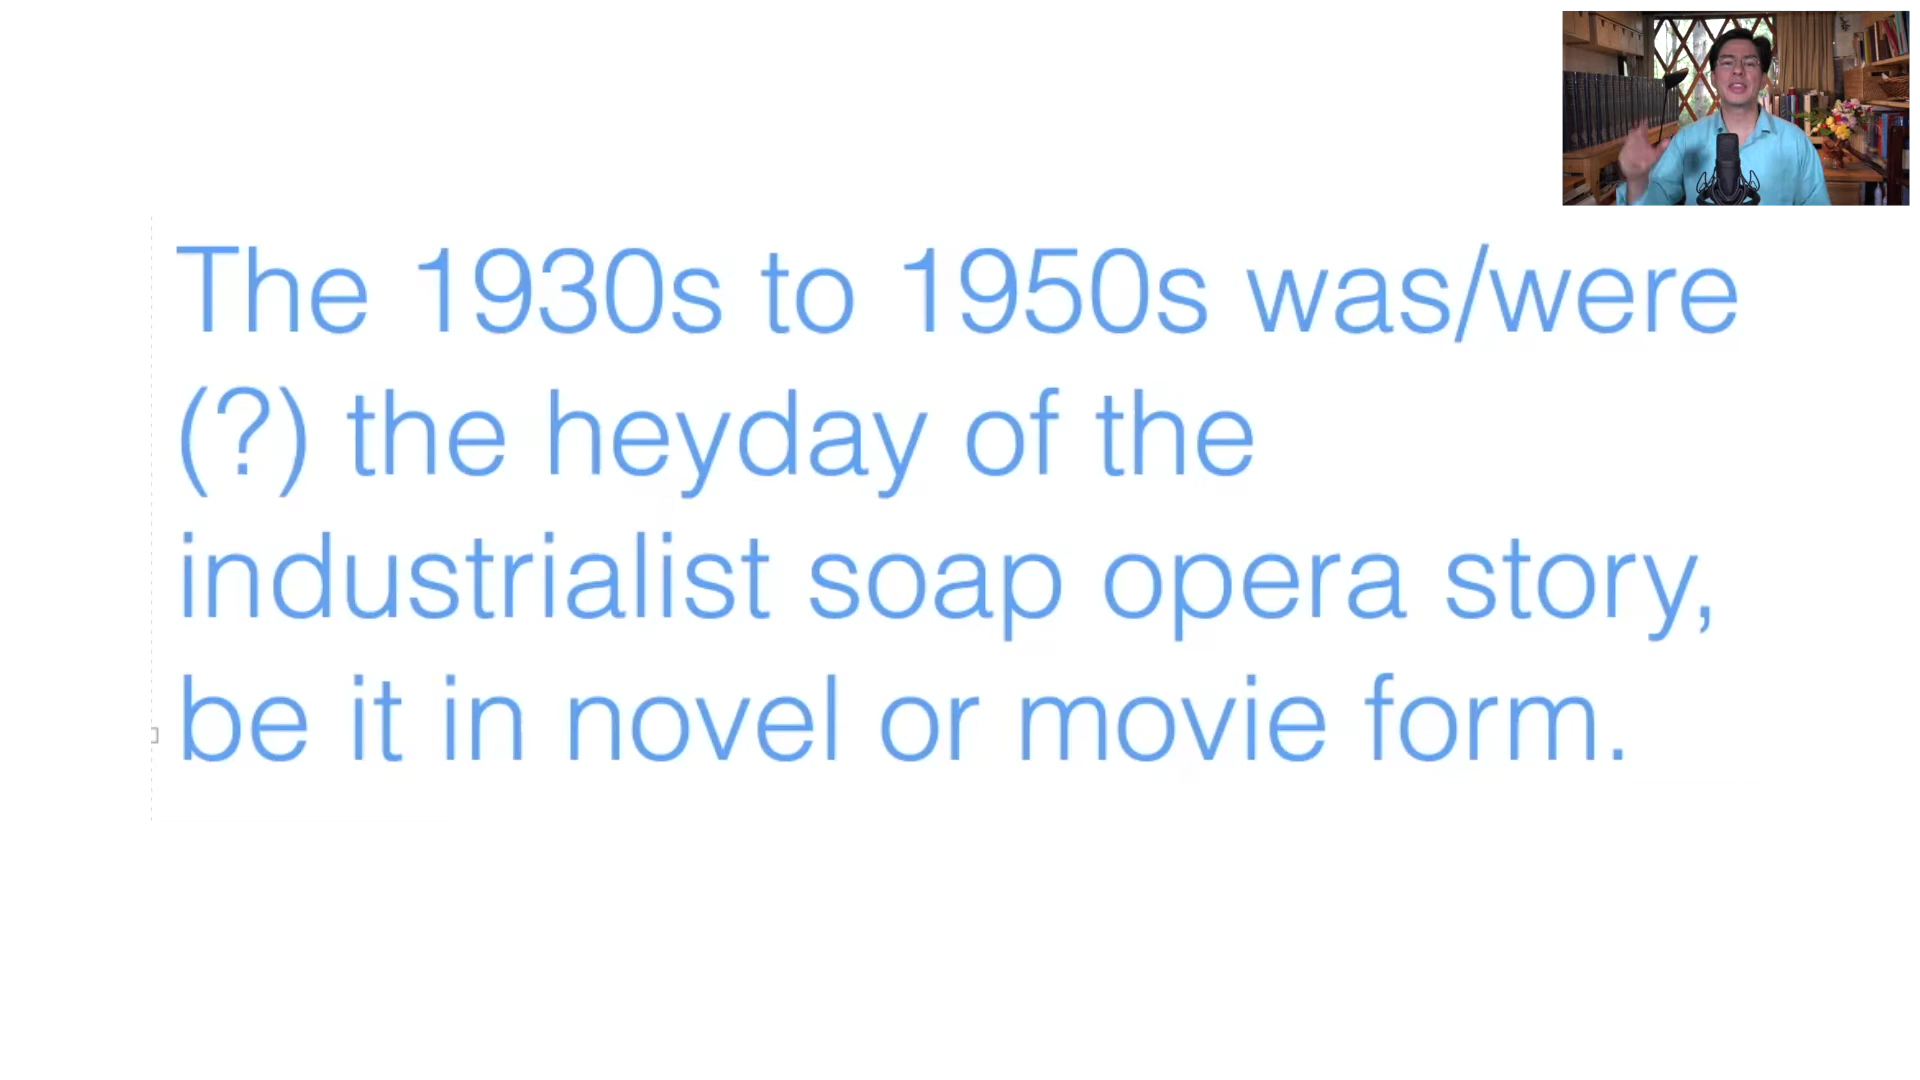 The 1930s to 1950s was/were
(?) the heyday of the
industrialist soap opera story,
be it in novel or movie form.